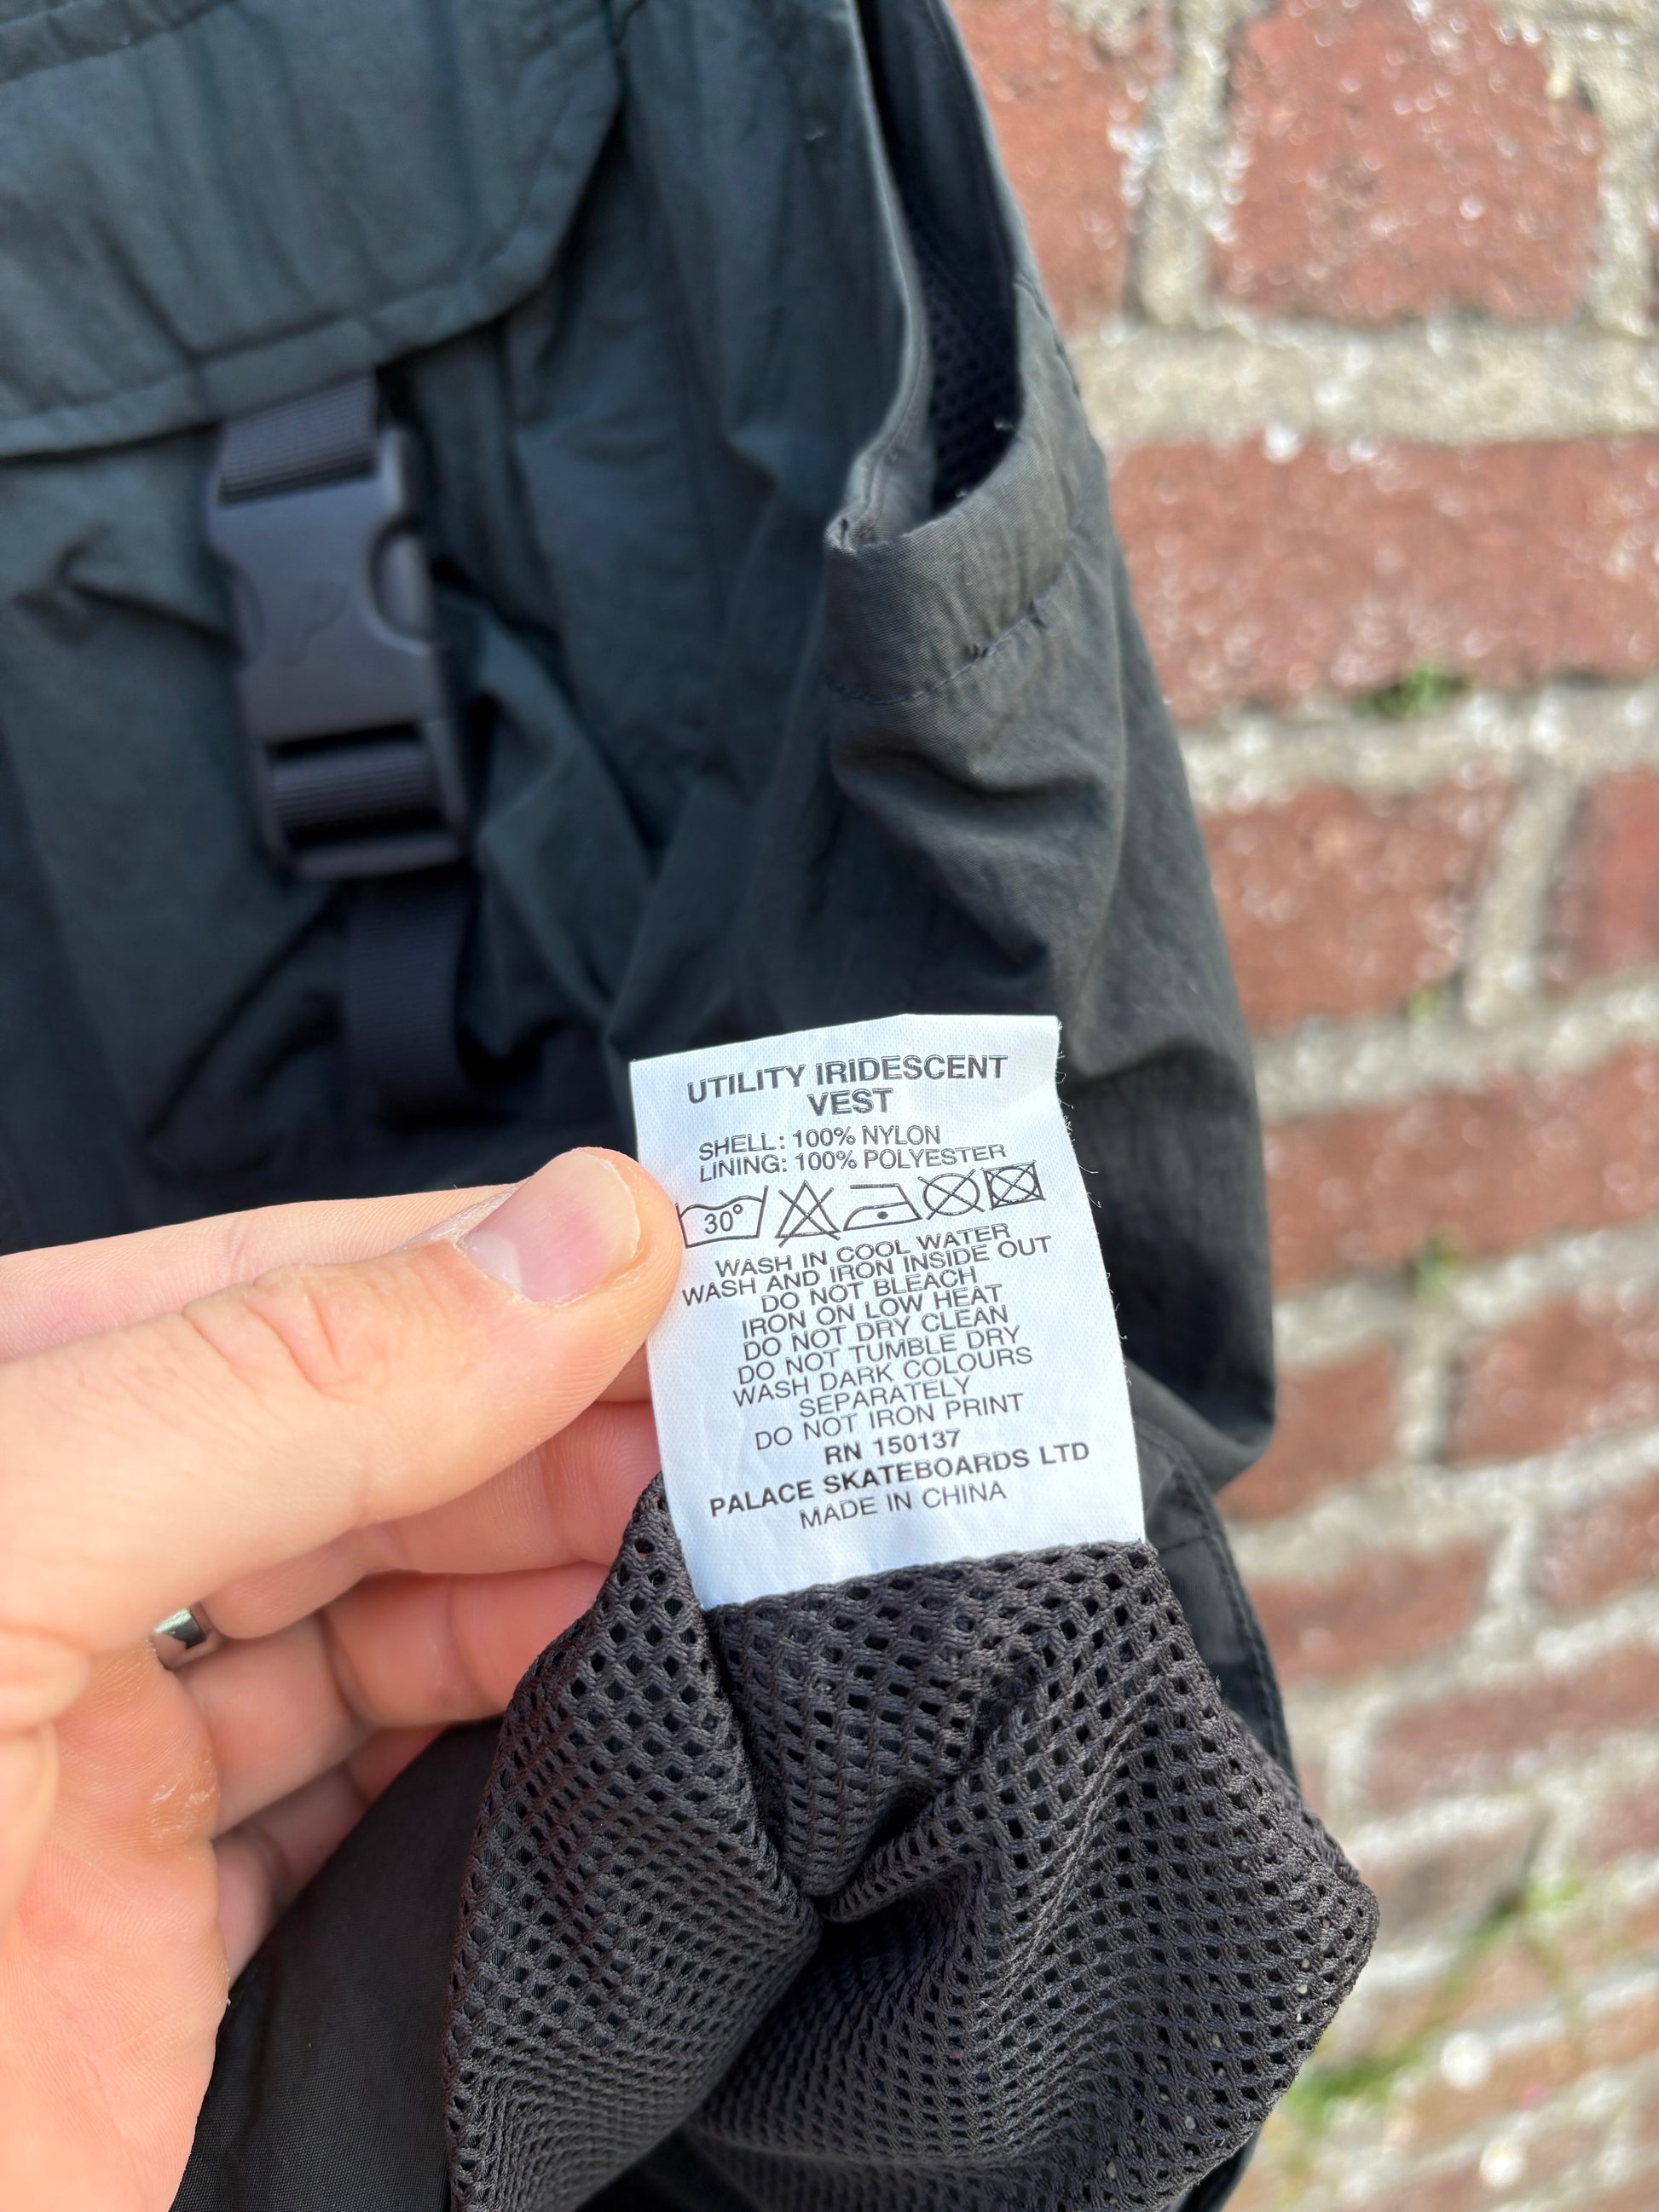 UTILITY IRIDESCENT
VEST
SHELL: 100% NYLON
LINING: 100% POLYESTER
30°
WASH IN COOL WATER
WASH AND IRON INSIDE OUT
DO NOT BLEACH
IRON ON LOW HEAT
DO NOT DRY CLEAN
DO NOT TUMBLE DRY
WASH DARK COLOURS
SEPARATELY
DO NOT IRON PRINT
RN 150137
PALACE SKATEBOARDS LTD
MADE IN CHINA